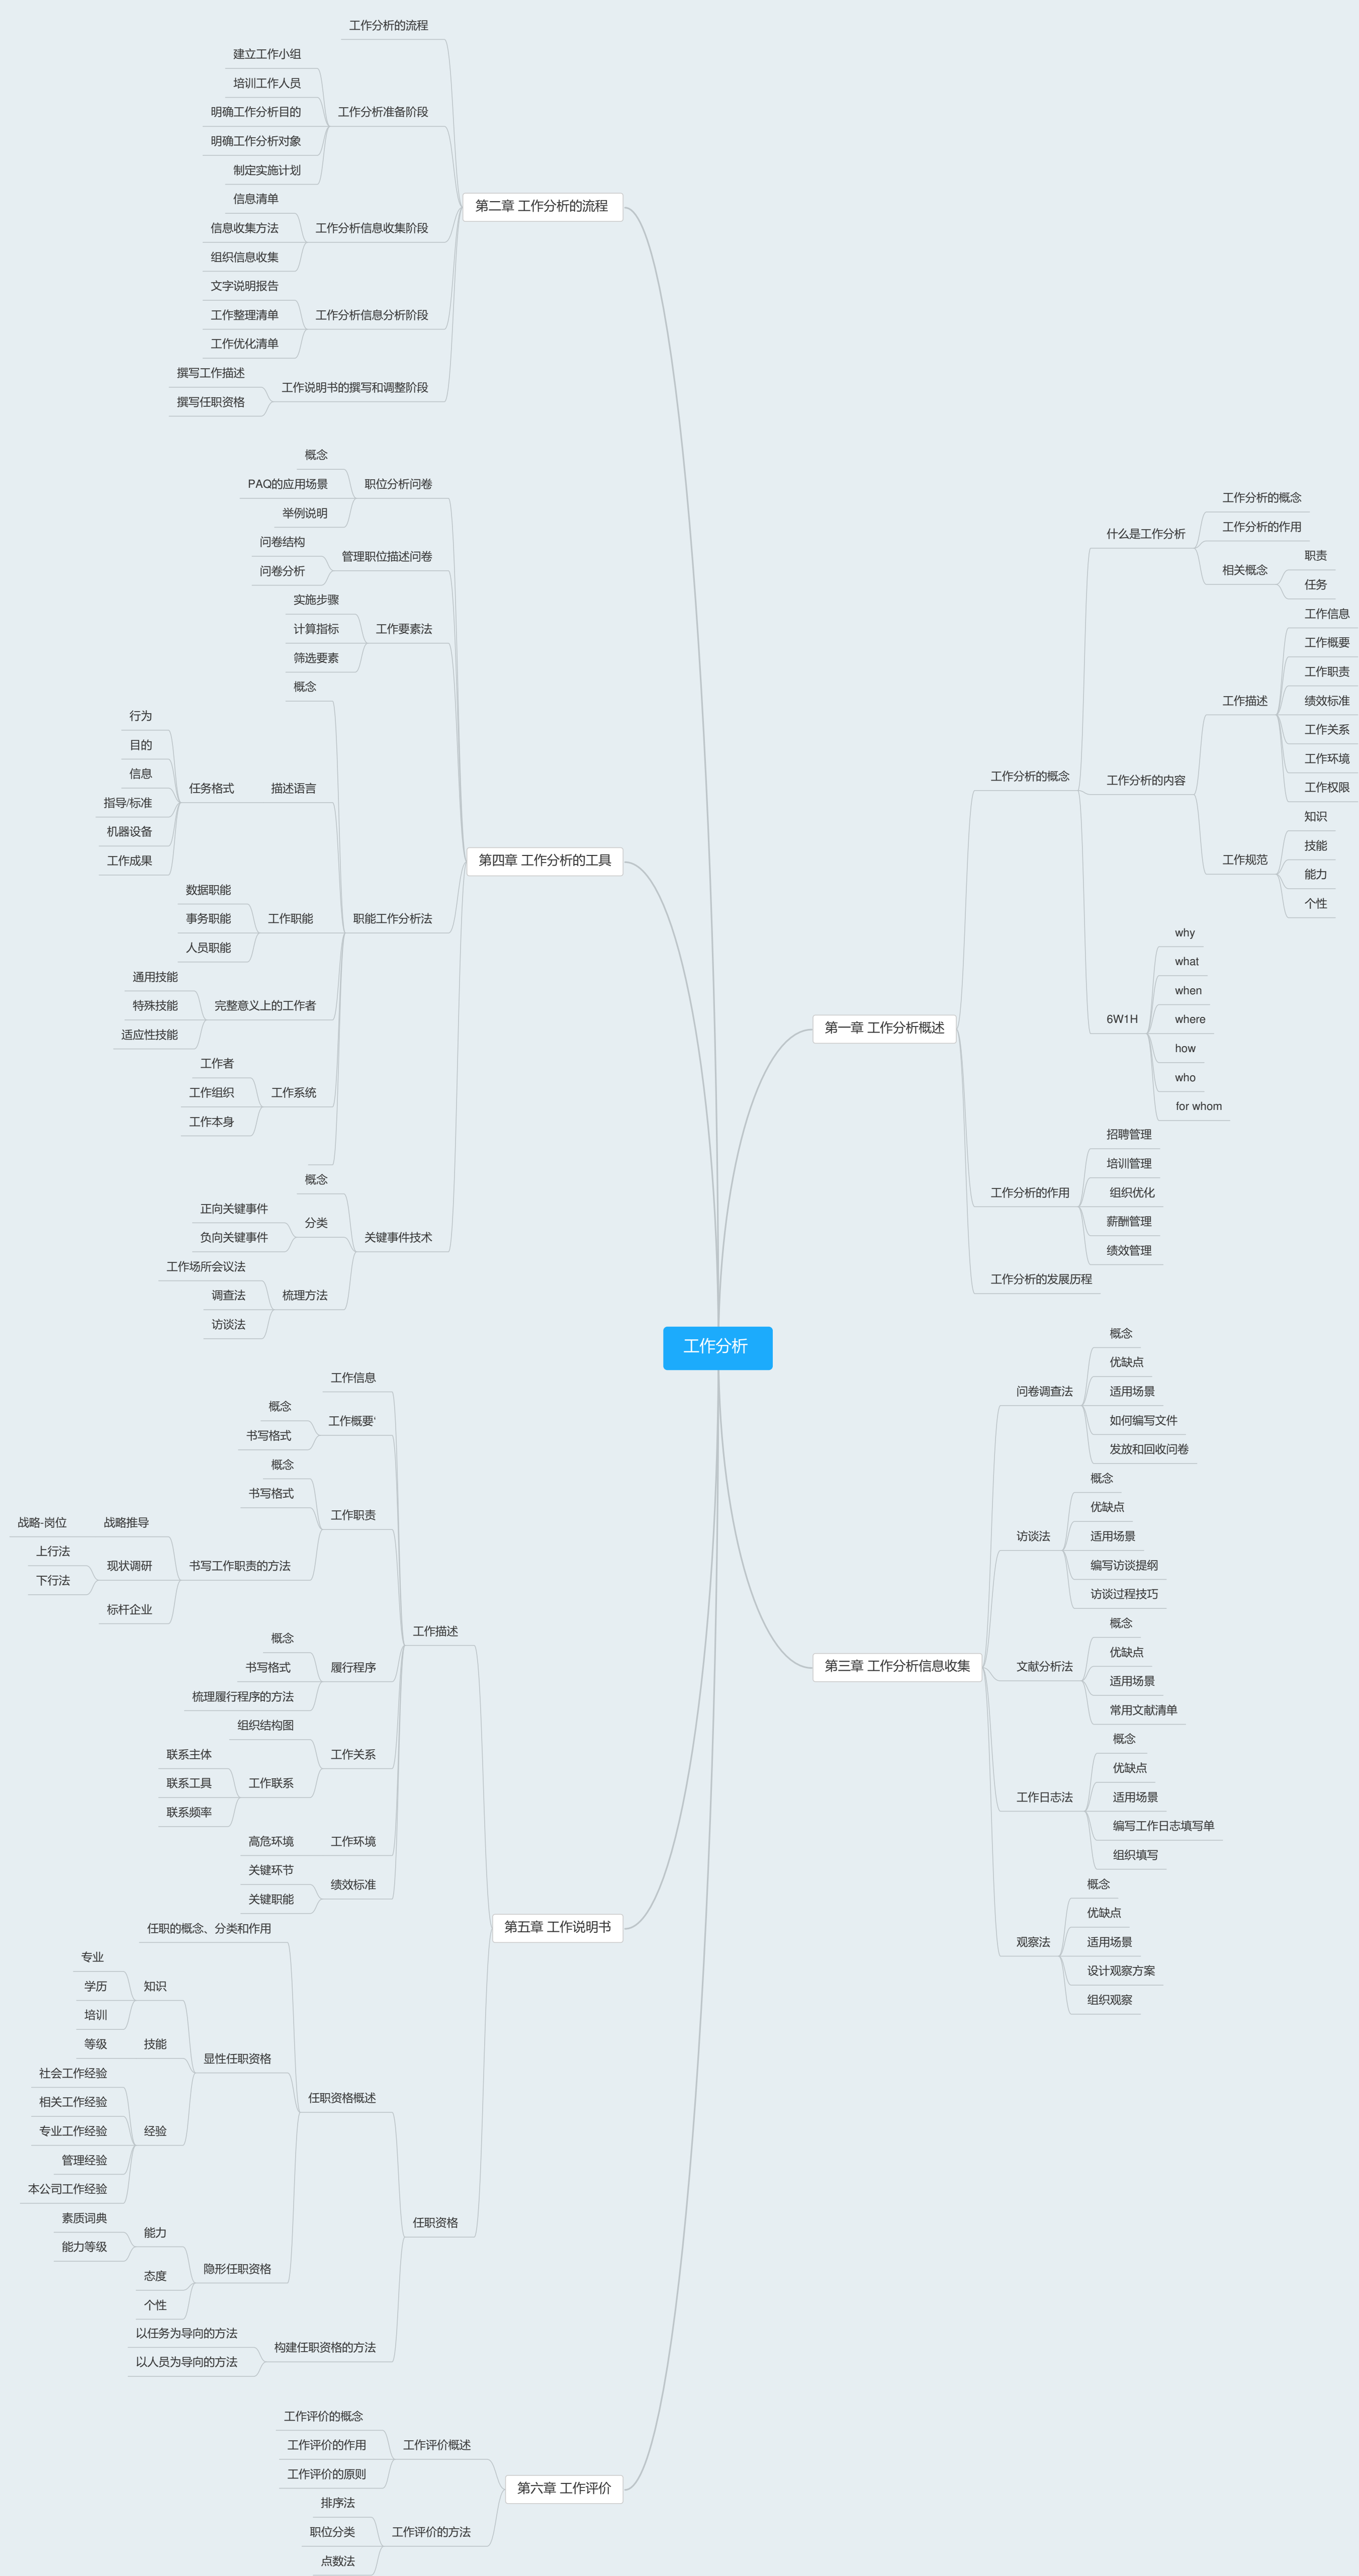 工作分析
第一章 工作分析概述
工作分析的概念
什么是工作分析
工作分析的概念
工作分析的作用
相关概念
职责
任务
工作分析的内容
工作描述
工作信息
工作概要
工作职责
绩效标准
工作关系
工作环境
工作权限
工作规范
知识
技能
能力
个性
6W1H
why
what
when
where
how
who
for whom
工作分析的作用
招聘管理
培训管理
组织优化
薪酬管理
绩效管理
工作分析的发展历程
第二章 工作分析的流程
工作分析的流程
工作分析准备阶段
建立工作小组
培训工作人员
明确工作分析目的
明确工作分析对象
制定实施计划
工作分析信息收集阶段
信息清单
信息收集方法
组织信息收集
工作分析信息分析阶段
文字说明报告
工作整理清单
工作优化清单
工作说明书的撰写和调整阶段
撰写工作描述
撰写任职资格
第三章 工作分析信息收集
问卷调查法
概念
优缺点
适用场景
如何编写文件
发放和回收问卷
访谈法
概念
优缺点
适用场景
编写访谈提纲
访谈过程技巧
文献分析法
概念
优缺点
适用场景
常用文献清单
工作日志法
概念
优缺点
适用场景
编写工作日志填写单
组织填写
观察法
概念
优缺点
适用场景
设计观察方案
组织观察
第四章 工作分析的工具
职位分析问卷
概念
PAQ的应用场景
举例说明
管理职位描述问卷
问卷结构
问卷分析
工作要素法
实施步骤
计算指标
筛选要素
职能工作分析法
概念
描述语言
任务格式
行为
目的
信息
指导/标准
机器设备
工作成果
工作职能
数据职能
事务职能
人员职能
完整意义上的工作者
通用技能
特殊技能
适应性技能
工作系统
工作者
工作组织
工作本身
关键事件技术
概念
分类
正向关键事件
负向关键事件
梳理方法
工作场所会议法
调查法
访谈法
第五章 工作说明书
工作描述
工作信息
工作概要‘
概念
书写格式
工作职责
概念
书写格式
书写工作职责的方法
战略推导
战略-岗位
现状调研
上行法
下行法
标杆企业
履行程序
概念
书写格式
梳理履行程序的方法
工作关系
组织结构图
工作联系
联系主体
联系工具
联系频率
工作环境
高危环境
绩效标准
关键环节
关键职能
任职资格
任职资格概述
任职的概念、分类和作用
显性任职资格
知识
专业
学历
培训
技能
等级
经验
社会工作经验
相关工作经验
专业工作经验
管理经验
本公司工作经验
隐形任职资格
能力
素质词典
能力等级
态度
个性
构建任职资格的方法
以任务为导向的方法
以人员为导向的方法
第六章 工作评价
工作评价概述
工作评价的概念
工作评价的作用
工作评价的原则
工作评价的方法
排序法
职位分类
点数法